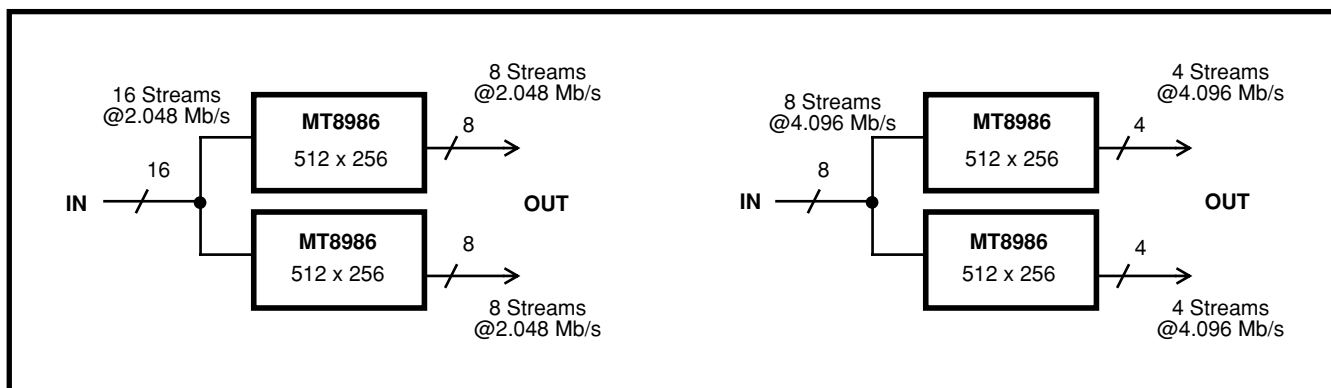 16 Streams
@2.048 Mb/s
16
IN
MT8986
512 x 256
8
8 Streams
@2.048 Mb/s
OUT
MT8986
512 x 256
8
8 Streams
@2.048 Mb/s
8 Streams
@4.096 Mb/s
8
IN
MT8986
512 x 256
4
4 Streams
@4.096 Mb/s
OUT
MT8986
512 x 256
4
4 Streams
@4.096 Mb/s